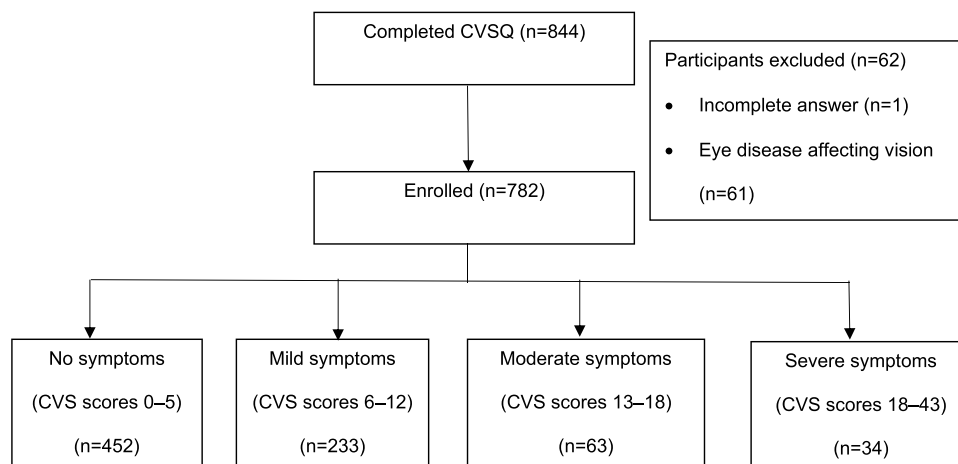 Completed CVSQ (n=844)
Participants excluded (n=62)
• Incomplete answer (n=1)
• Eye disease affecting vision
(n=61)
Enrolled (n=782)
No symptoms
(CVS scores 0–5)
(n=452)
Mild symptoms
(CVS scores 6–12)
(n=233)
Moderate symptoms
(CVS scores 13–18)
(n=63)
Severe symptoms
(CVS scores 18–43)
(n=34)